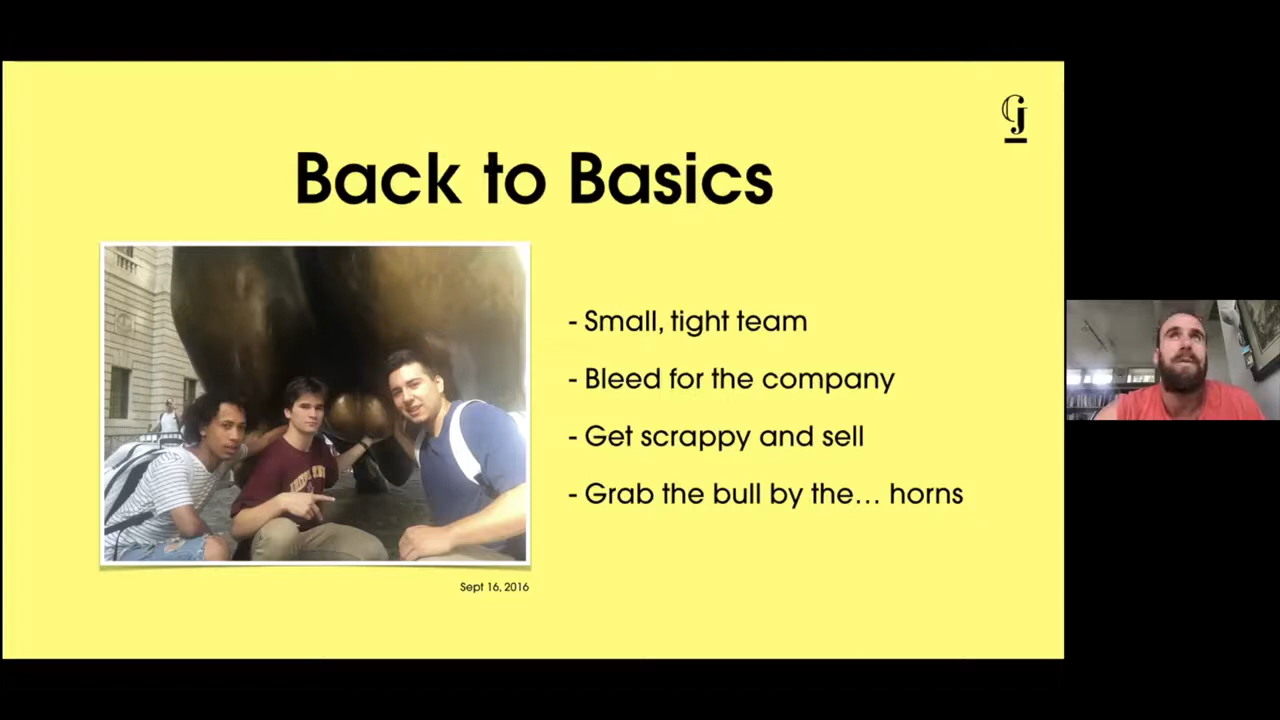 GJ
Back to Basics
- Small, tight team
- Bleed for the company
- Get scrappy and sell
- Grab the bull by the... horns
Sept 16, 2016